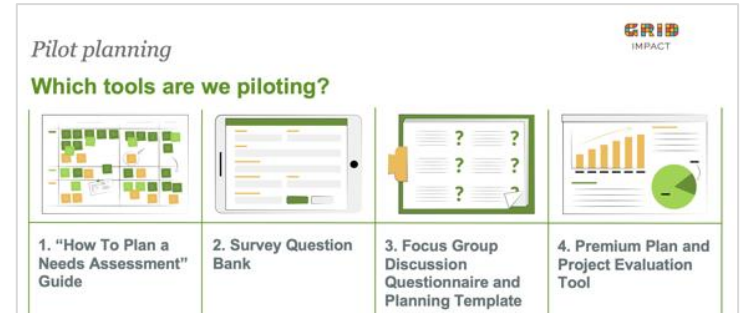 GRID
IMPACT
Pilot planning
Which tools are we piloting?
? ?
? ?
? ?
1. "How To Plan a
Needs Assessment"
Guide
2. Survey Question
Bank
3. Focus Group
Discussion
Questionnaire and
Planning Template
4. Premium Plan and
Project Evaluation
Tool